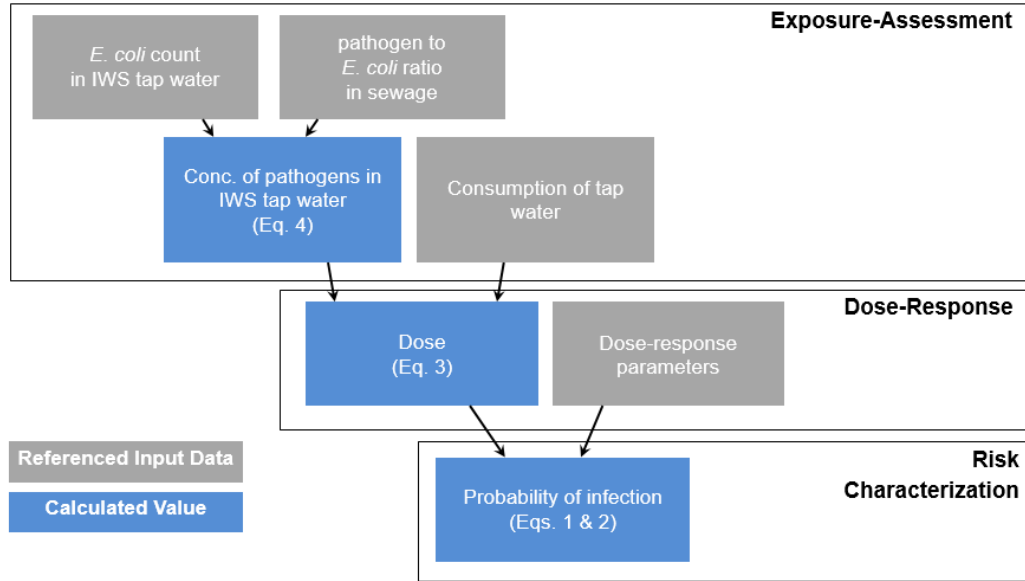 Exposure-Assessment
E. coli count
in IWS tap water
pathogen to
E. coli ratio
in sewage
Conc. of pathogens in
IWS tap water
(Eq. 4)
Consumption of tap
water
Dose-Response
Dose
(Eq. 3)
Dose-response
parameters
Referenced Input Data
Calculated Value
Risk
Characterization
Probability of infection
(Eqs. 1 & 2)